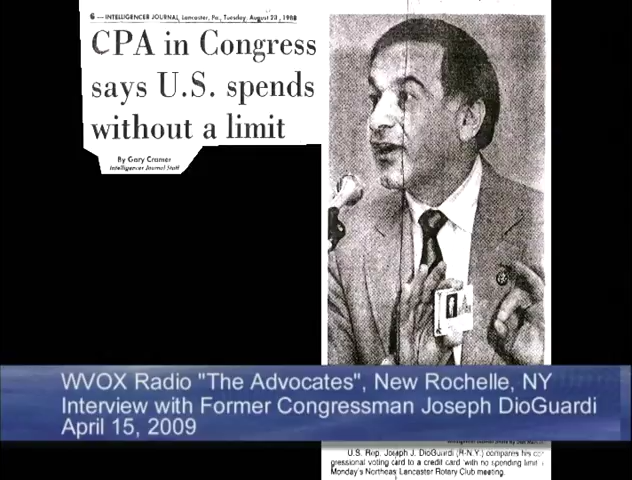 6 — INTELLIGENCER JOURNAL, Lancaster, Pa., Tuesday, August 23, 1988
CPA in Congress
says U.S. spends
without a limit
By Gary Cramer
Intelligencer Journal Staff
WVOX Radio "The Advocates", New Rochelle, NY
Interview with Former Congressman Joseph DioGuardi
April 15, 2009
U.S. Rep. Joseph J. DioGuardi (R-N.Y.) compares his
gressional voting card to a credit card 'with no spending limit'
Monday's Northeast Lancaster Rotary Club meeting.